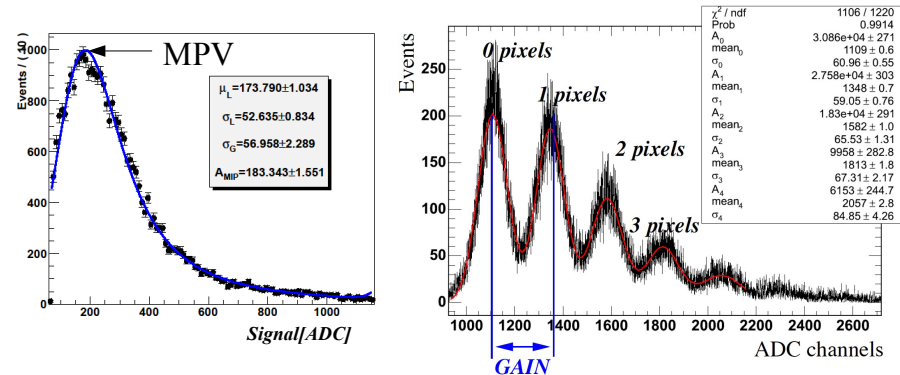 MPV
Events / (10)
1000
800
600
400
200
0
μL=173.790±1.034
σL=52.635±0.834
σG=56.958±2.289
AMIP=183.343±1.551
0 200 400 600 800 1000
Signal[ADC]
χ2 / ndf 1106 / 1220
Prob 0.9914
A0 3.086e+04 ± 271
mean0 1109 ± 0.6
σ0 60.96 ± 0.55
A1 2.758e+04 ± 303
mean1 1348 ± 0.7
σ1 59.05 ± 0.76
A2 1.83e+04 ± 291
mean2 1582 ± 1.0
σ2 65.53 ± 1.31
A3 9958 ± 282.8
mean3 1813 ± 1.8
σ3 67.31 ± 2.17
A4 6153 ± 244.7
mean4 2057 ± 2.8
σ4 84.85 ± 4.26
Events
250
200
150
100
50
0
0 pixels
1 pixels
2 pixels
3 pixels
1000 1200 1400 1600 1800 2000 2200 2400 2600
ADC channels
GAIN